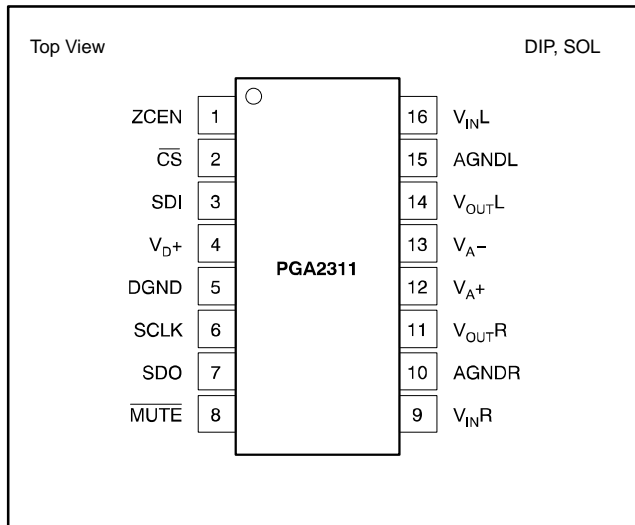 Top View DIP, SOL
ZCEN 1 16 VINL
CS 2 15 AGNDL
SDI 3 14 VOUTL
VD+ 4 13 VA−
PGA2311
DGND 5 12 VA+
SCLK 6 11 VOUTR
SDO 7 10 AGNDR
MUTE 8 9 VINR